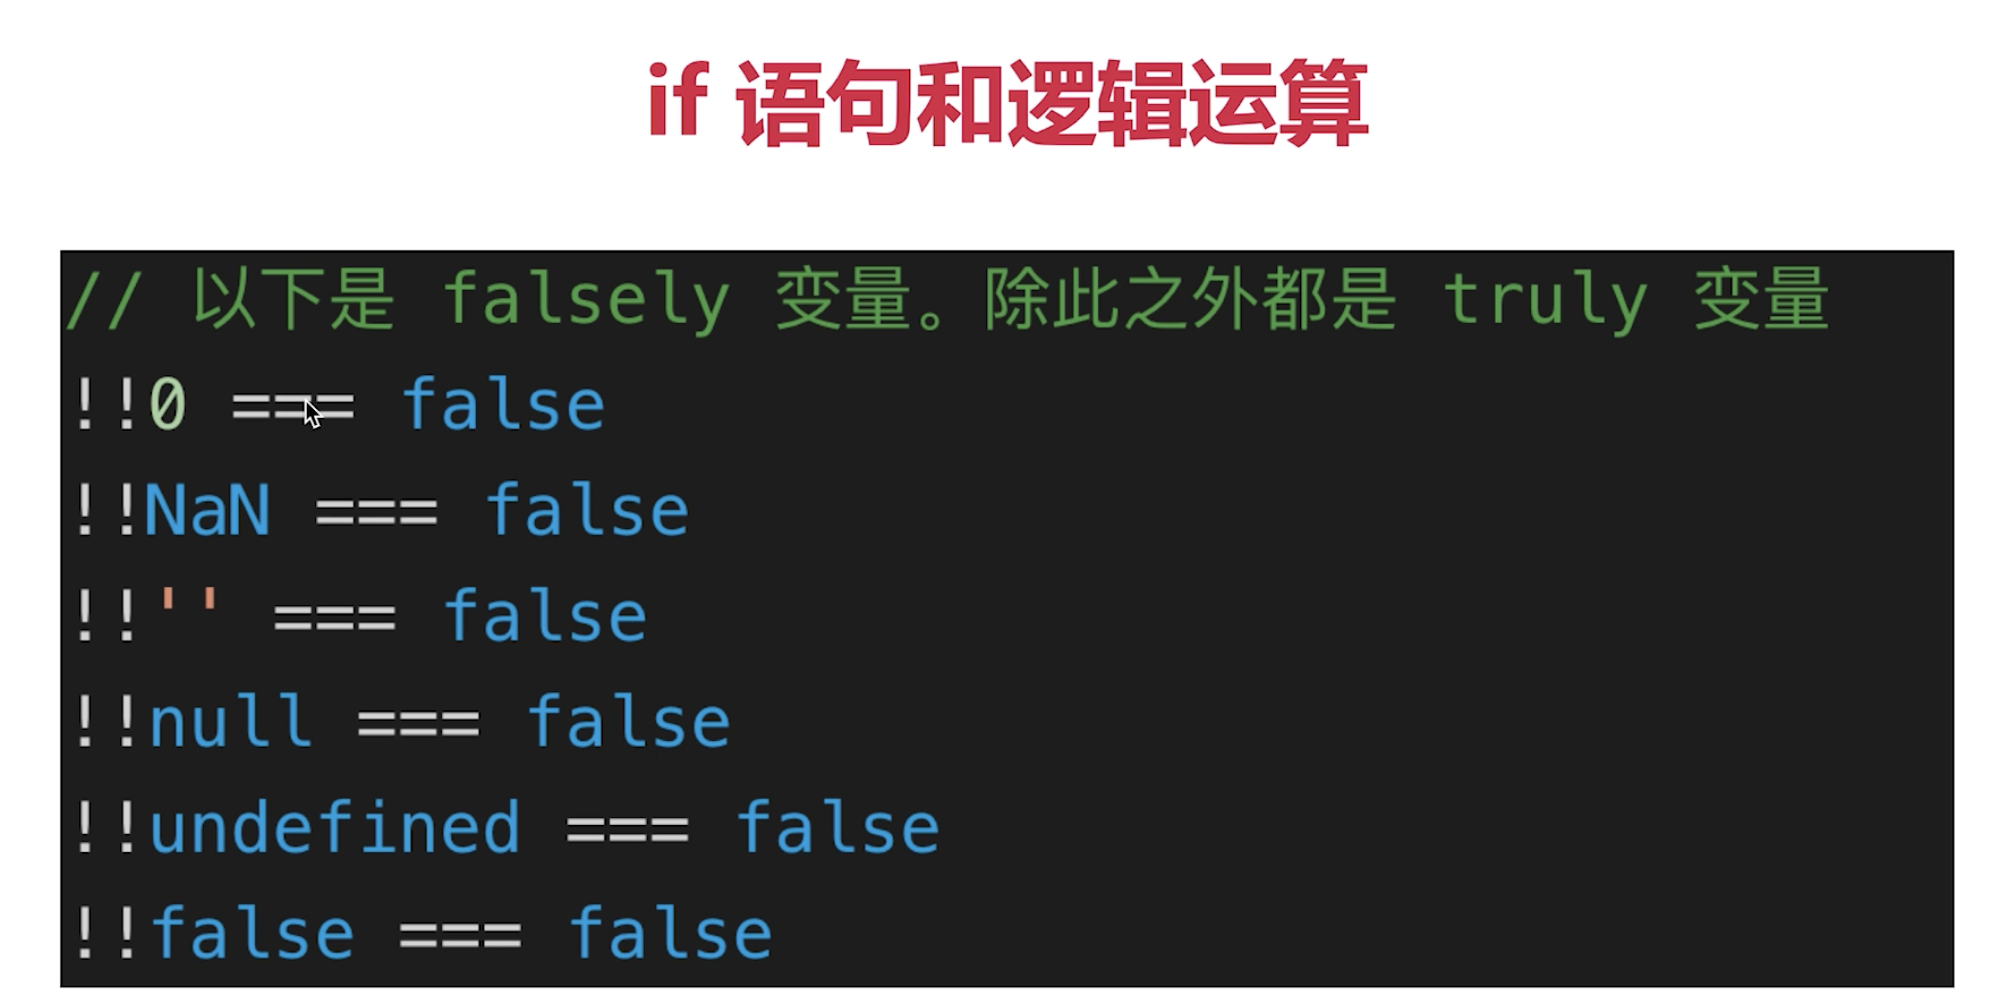 if 语句和逻辑运算
// 以下是 falsely 变量。除此之外都是 truly 变量
!!0 === false
!!NaN === false
!!'' === false
!!null === false
!!undefined === false
!!false === false